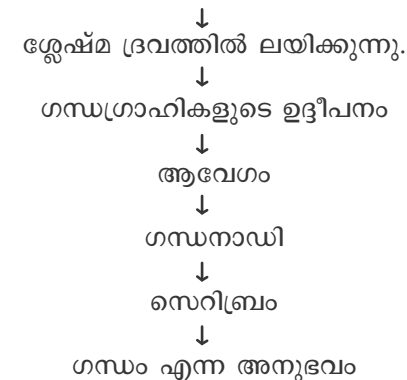 ↓
ശ്ലേഷ്മ ദ്രവത്തിൽ ലയിക്കുന്നു.
↓
ഗന്ധഗ്രാഹികളുടെ ഉദ്ദീപനം
↓
ആവേഗം
↓
ഗന്ധനാഡി
↓
സെറിബ്രം
↓
ഗന്ധം എന്ന അനുഭവം